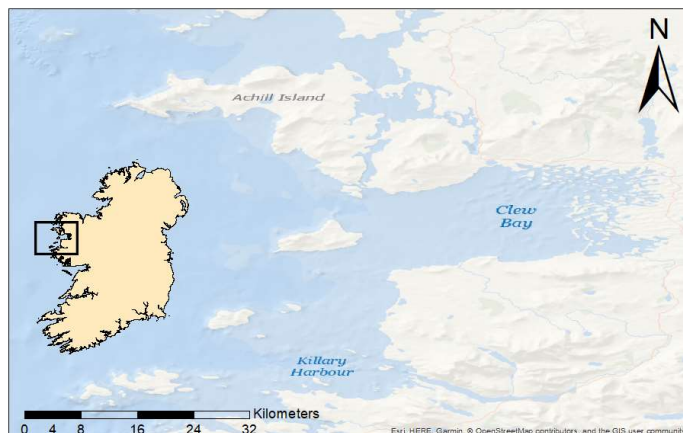 N
Achill Island
Clew
Bay
Killary
Harbour
Kilometers
0 4 8 16 24 32
Esri, HERE, Garmin, © OpenStreetMap contributors, and the GIS user community